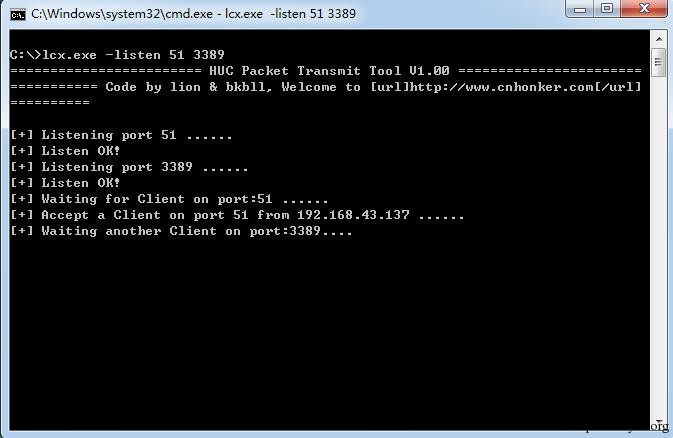 C:\Windows\system32\cmd.exe - lcx.exe -listen 51 3389
C:\>lcx.exe -listen 51 3389
======================= HUC Packet Transmit Tool V1.00 =======================
=========== Code by lion & bkbll, Welcome to [url]http://www.cnhonker.com[/url]
==========
[+] Listening port 51 ......
[+] Listen OK!
[+] Listening port 3389 ......
[+] Listen OK!
[+] Waiting for Client on port:51 ......
[+] Accept a Client on port 51 from 192.168.43.137 ......
[+] Waiting another Client on port:3389....
org